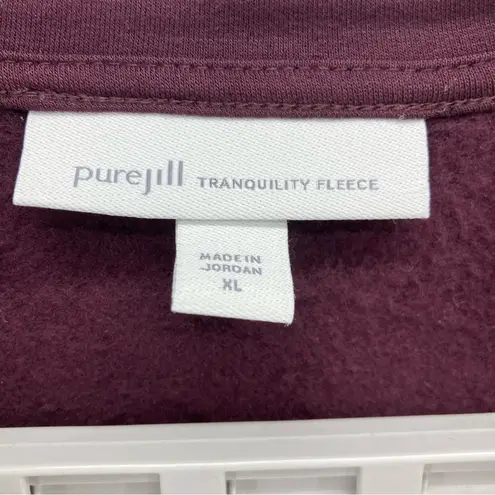 purejill TRANQUILITY FLEECE
MADE IN
JORDAN
XL